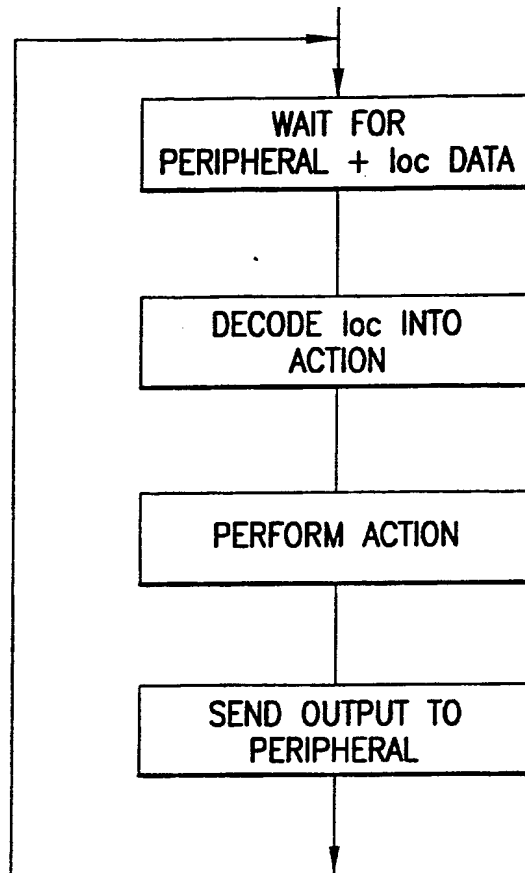 WAIT FOR
PERIPHERAL + loc DATA
DECODE loc INTO
ACTION
PERFORM ACTION
SEND OUTPUT TO
PERIPHERAL